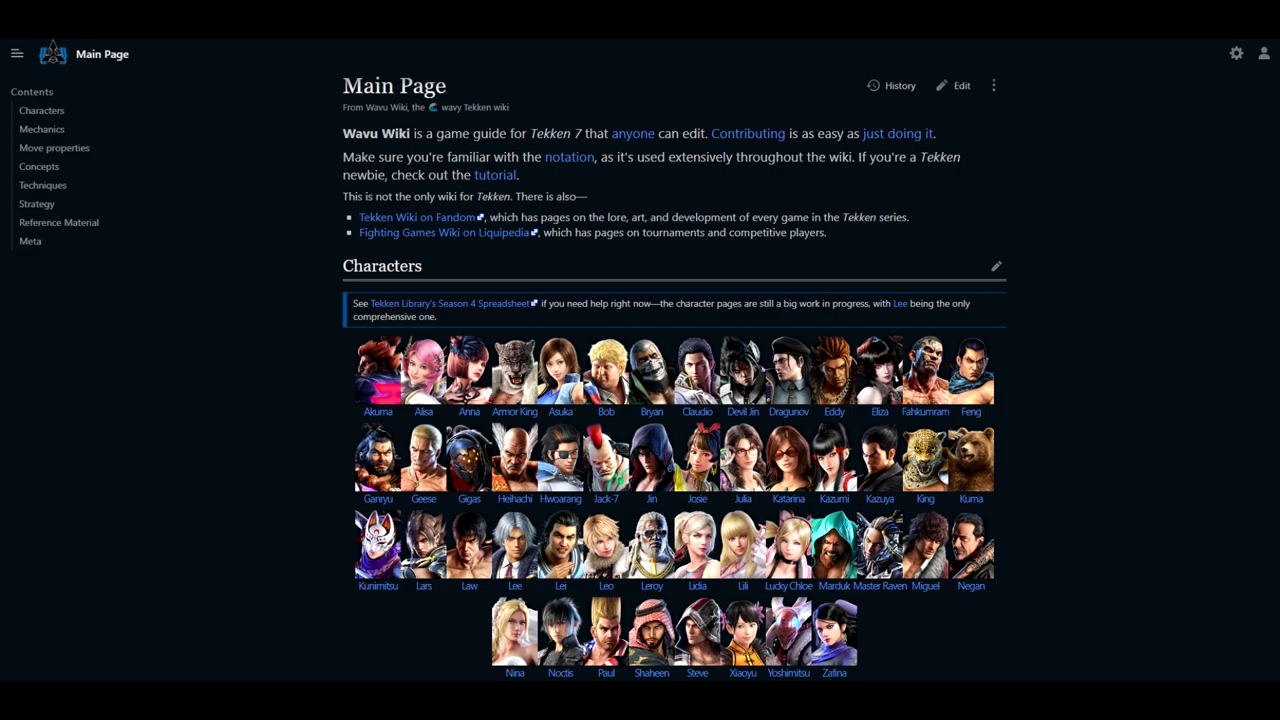 Main Page
Contents
Characters
Mechanics
Move properties
Concepts
Techniques
Strategy
Reference Material
Meta
Main Page
History
Edit
From Wavu Wiki, the wavy Tekken wiki
Wavu Wiki is a game guide for Tekken 7 that anyone can edit. Contributing is as easy as just doing it.
Make sure you're familiar with the notation, as it's used extensively throughout the wiki. If you're a Tekken
newbie, check out the tutorial.
This is not the only wiki for Tekken. There is also—
Tekken Wiki on Fandom, which has pages on the lore, art, and development of every game in the Tekken series.
Fighting Games Wiki on Liquipedia, which has pages on tournaments and competitive players.
Characters
See Tekken Library's Season 4 Spreadsheet if you need help right now—the character pages are still a big work in progress, with Lee being the only
comprehensive one.
Akuma Alisa Anna Armor King Asuka Bob Bryan Claudio Devil Jin Dragunov Eddy Eliza Fahkumram Feng
Ganryu Geese Gigas Heihachi Hwoarang Jack-7 Jin Josie Julia Katarina Kazumi Kazuya King Kuma
Kunimitsu Lars Law Lee Lei Leo Leroy Lidia Lili Lucky Chloe Marduk Master Raven Miguel Negan
Nina Noctis Paul Shaheen Steve Xiaoyu Yoshimitsu Zafina